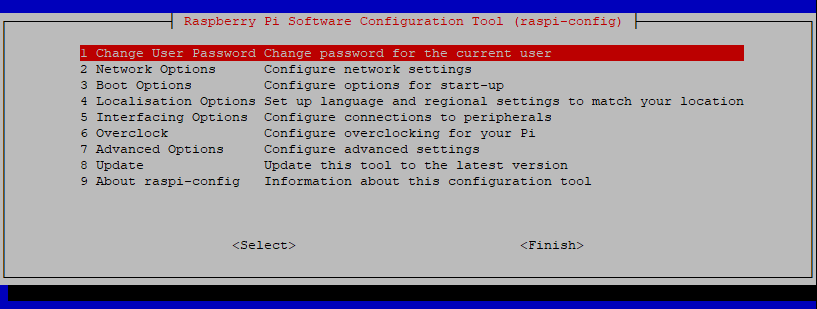 Raspberry Pi Software Configuration Tool (raspi-config)
1 Change User Password Change password for the current user
2 Network Options Configure network settings
3 Boot Options Configure options for start-up
4 Localisation Options Set up language and regional settings to match your location
5 Interfacing Options Configure connections to peripherals
6 Overclock Configure overclocking for your Pi
7 Advanced Options Configure advanced settings
8 Update Update this tool to the latest version
9 About raspi-config Information about this configuration tool
<Select> <Finish>